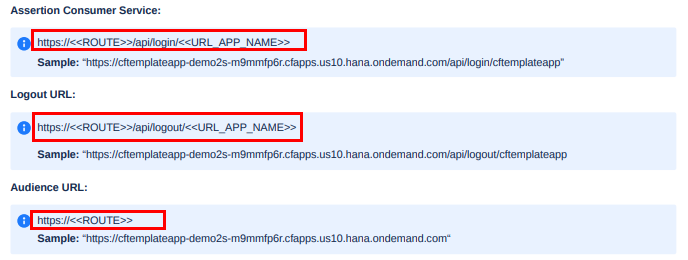 Assertion Consumer Service:
https://<<ROUTE>>/api/login/<<URL_APP_NAME>>
Sample: “https://cftemplateapp-demo2s-m9mmfp6r.cfapps.us10.hana.ondemand.com/api/login/cftemplateapp”
Logout URL:
https://<<ROUTE>>/api/logout/<<URL_APP_NAME>>
Sample: “https://cftemplateapp-demo2s-m9mmfp6r.cfapps.us10.hana.ondemand.com/api/logout/cftemplateapp
Audience URL:
https://<<ROUTE>>
Sample: “https://cftemplateapp-demo2s-m9mmfp6r.cfapps.us10.hana.ondemand.com“